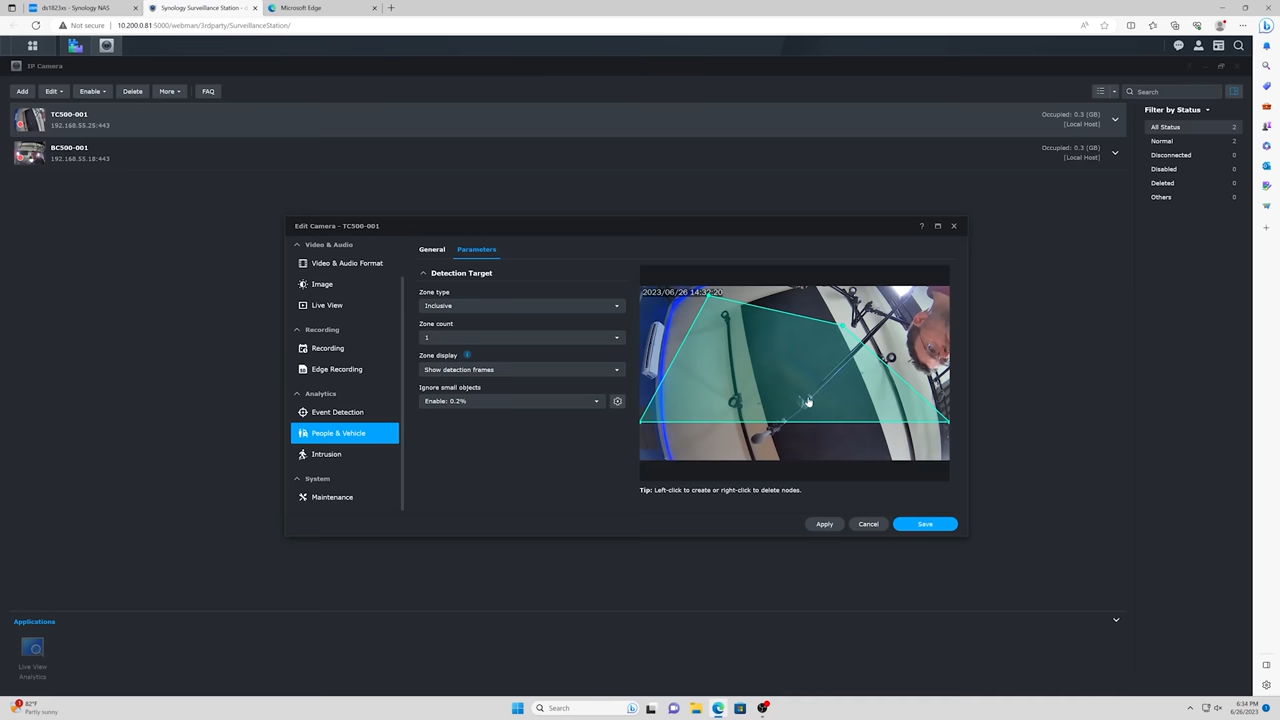 ds1823xs - Synology NAS
Synology Surveillance Station - d
Microsoft Edge
Not secure
10.200.0.81:5000/webman/3rdparty/SurveillanceStation/
IP Camera
Add
Edit
Enable
Delete
More
FAQ
Search
Filter by Status
TC500-001
192.168.55.25:443
Occupied: 0.3 (GB)
[Local Host]
BC500-001
192.168.55.18:443
Occupied: 0.3 (GB)
[Local Host]
All Status 2
Normal 2
Disconnected 0
Disabled 0
Deleted 0
Others 0
Edit Camera - TC500-001
Video & Audio
Video & Audio Format
Image
Live View
Recording
Recording
Edge Recording
Analytics
Event Detection
People & Vehicle
Intrusion
System
Maintenance
General
Parameters
Detection Target
Zone type
Inclusive
Zone count
1
Zone display
Show detection frames
Ignore small objects
Enable: 0.2%
2023/06/26 14:32:20
Tip: Left-click to create or right-click to delete nodes.
Apply
Cancel
Save
Applications
Live View
Analytics
1
82°F
Partly sunny
Search
6:34 PM
6/26/2023
1